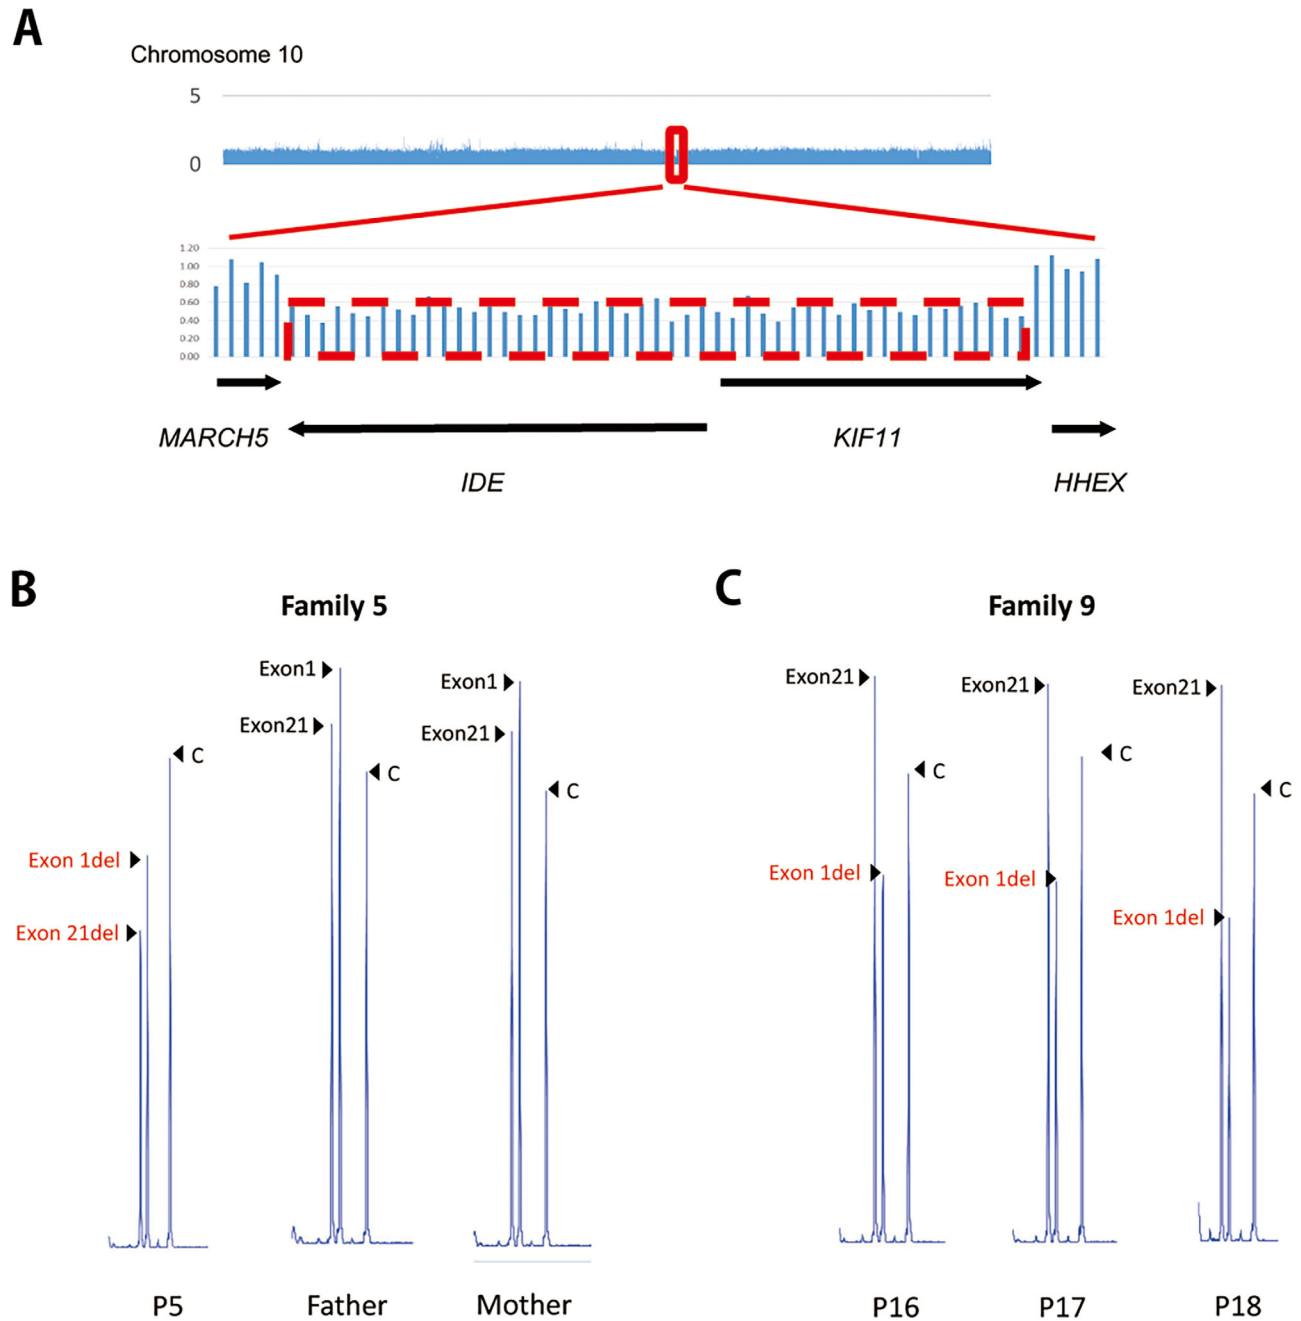 A
Chromosome 10
5
0
1.20
1.00
0.80
0.60
0.40
0.20
0.00
MARCH5
KIF11
IDE
HHEX
B
Family 5
Exon1
Exon21
C
Exon 1del
Exon 21del
Exon1
Exon21
C
C
P5
Father
Mother
C
Family 9
Exon21
C
Exon 1del
Exon21
C
Exon 1del
Exon21
C
Exon 1del
P16
P17
P18